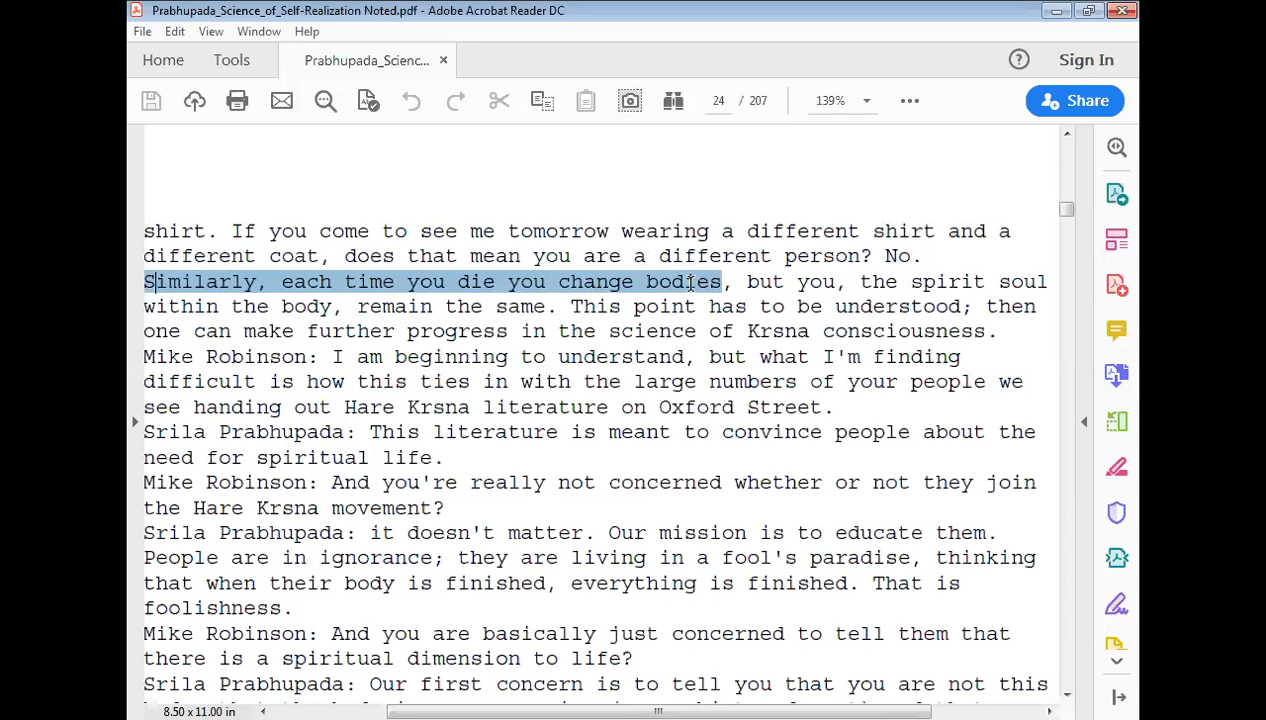 Prabhupada_Science_of_Self-Realization Noted.pdf - Adobe Acrobat Reader DC
File Edit View Window Help
Home Tools Prabhupada_Scienc... × ? Sign In
24 / 207 139% Share
shirt. If you come to see me tomorrow wearing a different shirt and a
different coat, does that mean you are a different person? No.
Similarly, each time you die you change bodies, but you, the spirit soul
within the body, remain the same. This point has to be understood; then
one can make further progress in the science of Krsna consciousness.
Mike Robinson: I am beginning to understand, but what I'm finding
difficult is how this ties in with the large numbers of your people we
see handing out Hare Krsna literature on Oxford Street.
Srila Prabhupada: This literature is meant to convince people about the
need for spiritual life.
Mike Robinson: And you're really not concerned whether or not they join
the Hare Krsna movement?
Srila Prabhupada: it doesn't matter. Our mission is to educate them.
People are in ignorance; they are living in a fool's paradise, thinking
that when their body is finished, everything is finished. That is
foolishness.
Mike Robinson: And you are basically just concerned to tell them that
there is a spiritual dimension to life?
Srila Prabhupada: Our first concern is to tell you that you are not this
8.50 x 11.00 in